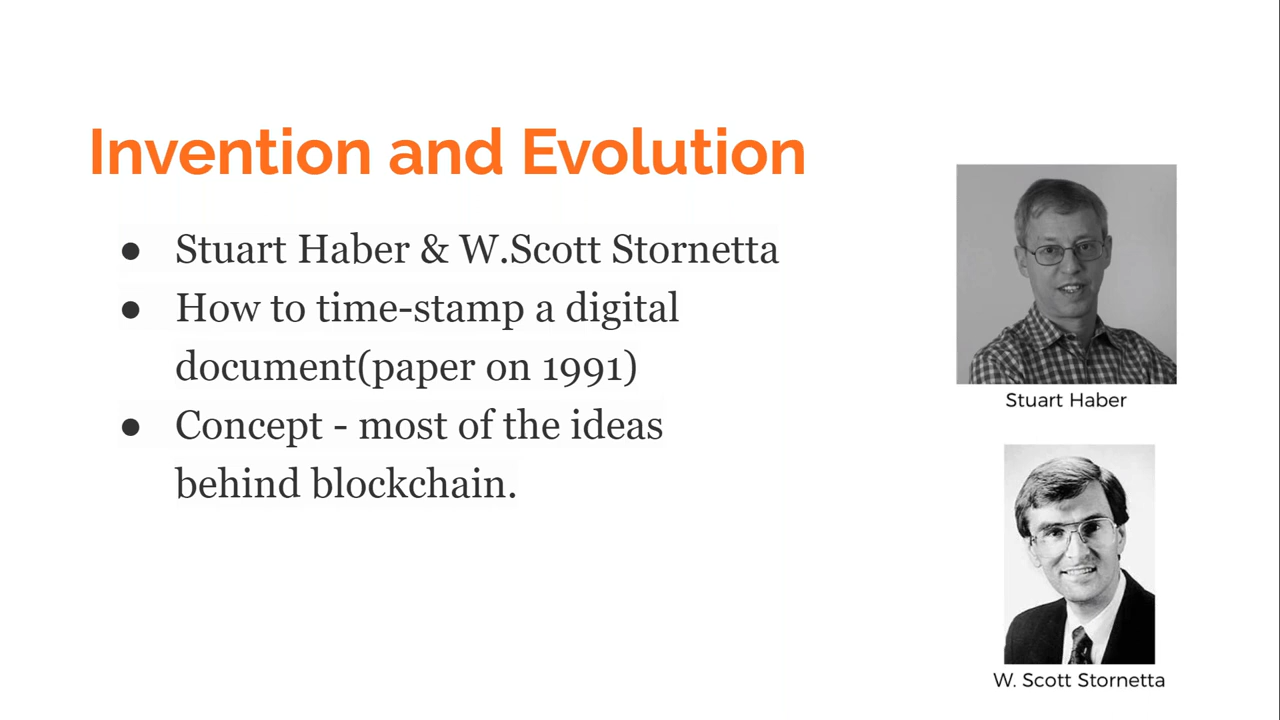 Invention and Evolution
● Stuart Haber & W.Scott Stornetta
● How to time-stamp a digital
document(paper on 1991)
● Concept - most of the ideas
behind blockchain.
Stuart Haber
W. Scott Stornetta